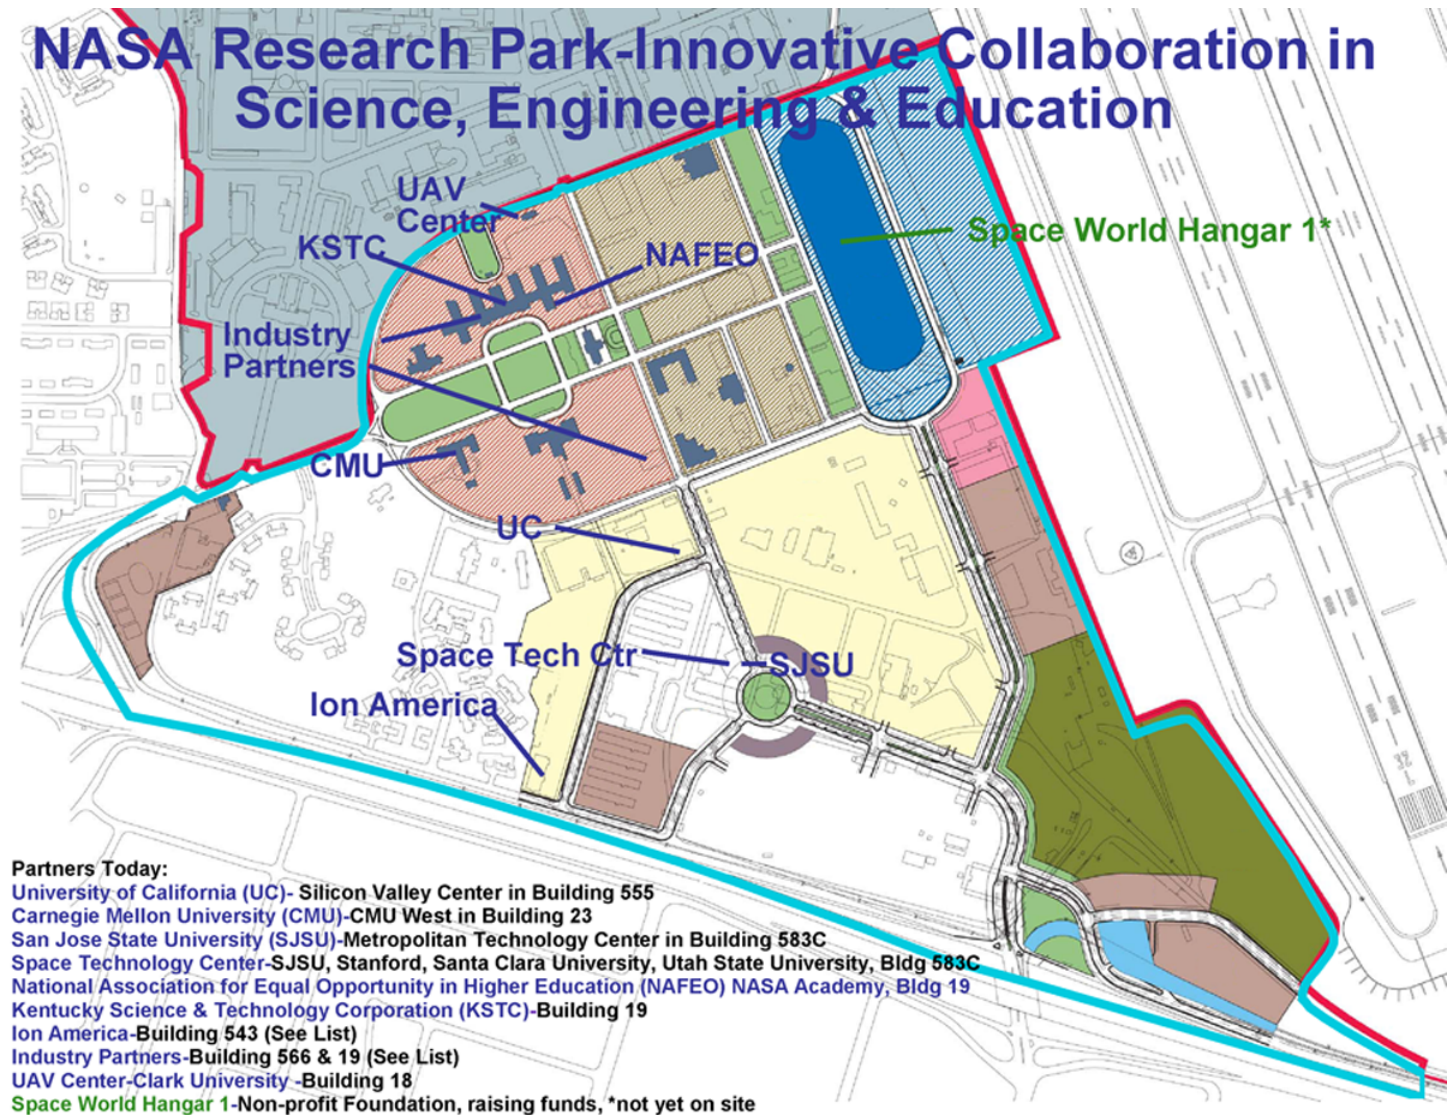 NASA Research Park-Innovative Collaboration in
Science, Engineering & Education
UAV
Center
KSTC
NAFEO
Space World Hangar 1*
Industry
Partners
CMU
UC
Space Tech Ctr
SJSU
Ion America
Partners Today:
University of California (UC)- Silicon Valley Center in Building 555
Carnegie Mellon University (CMU)-CMU West in Building 23
San Jose State University (SJSU)-Metropolitan Technology Center in Building 583C
Space Technology Center-SJSU, Stanford, Santa Clara University, Utah State University, Bldg 583C
National Association for Equal Opportunity in Higher Education (NAFEO) NASA Academy, Bldg 19
Kentucky Science & Technology Corporation (KSTC)-Building 19
Ion America-Building 543 (See List)
Industry Partners-Building 566 & 19 (See List)
UAV Center-Clark University -Building 18
Space World Hangar 1-Non-profit Foundation, raising funds, *not yet on site